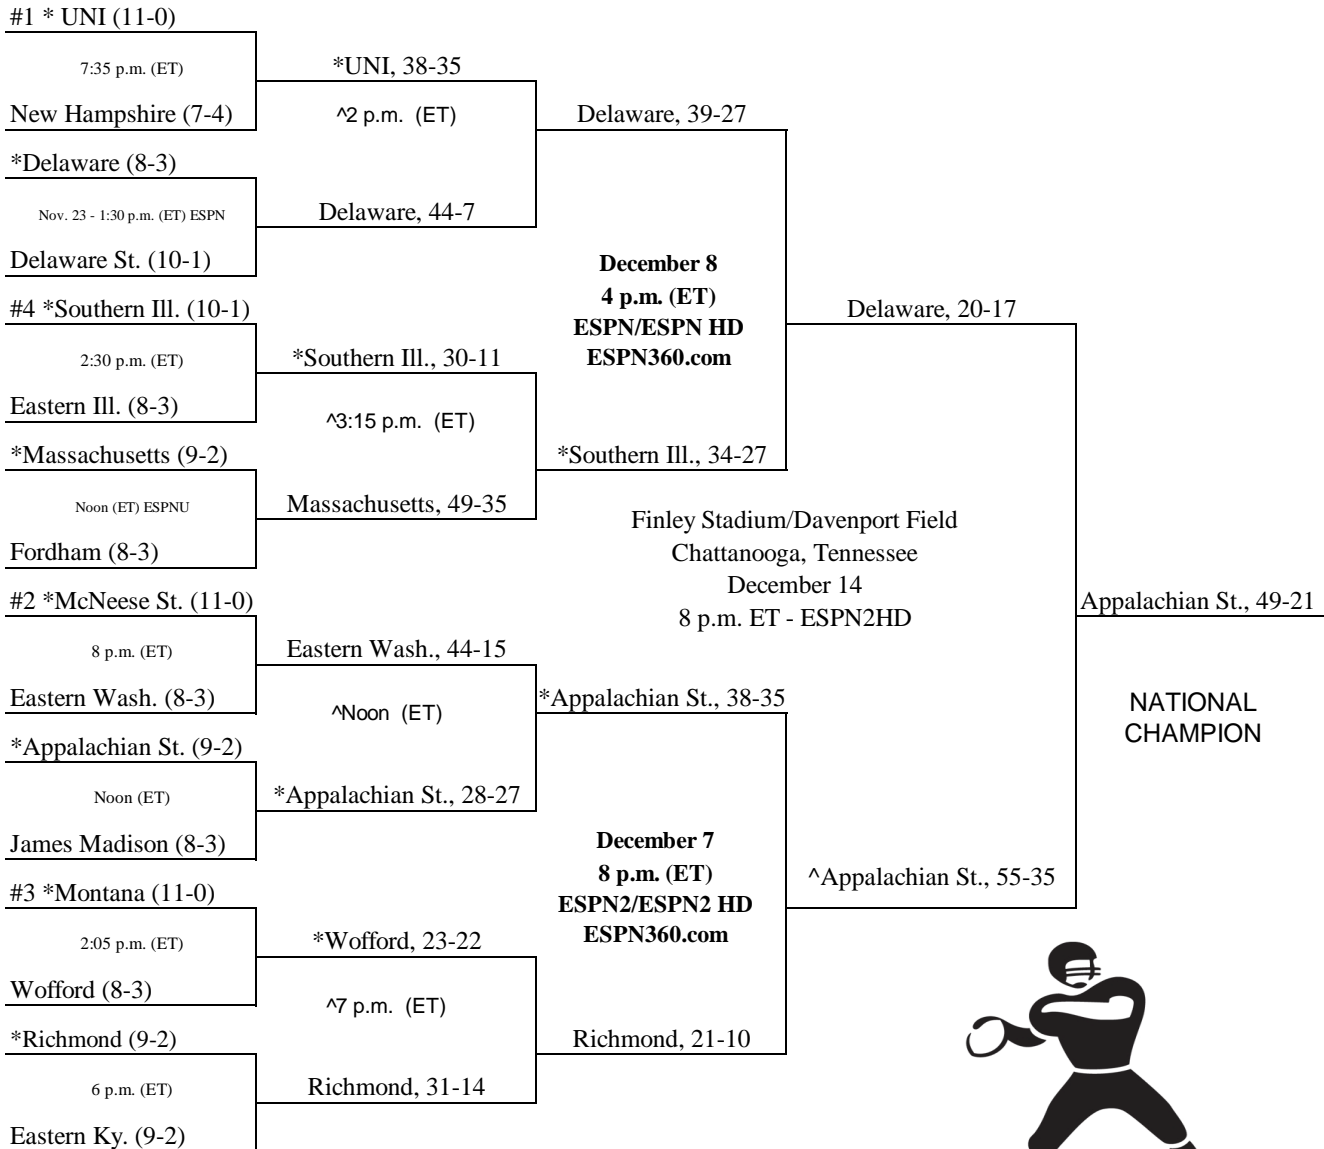 #1 * UNI (11-0)
7:35 p.m. (ET)
New Hampshire (7-4)
*Delaware (8-3)
Nov. 23 - 1:30 p.m. (ET) ESPN
Delaware St. (10-1)
#4 *Southern Ill. (10-1)
2:30 p.m. (ET)
Eastern Ill. (8-3)
*Massachusetts (9-2)
Noon (ET) ESPNU
Fordham (8-3)
#2 *McNeese St. (11-0)
8 p.m. (ET)
Eastern Wash. (8-3)
*Appalachian St. (9-2)
Noon (ET)
James Madison (8-3)
#3 *Montana (11-0)
2:05 p.m. (ET)
Wofford (8-3)
*Richmond (9-2)
6 p.m. (ET)
Eastern Ky. (9-2)
*UNI, 38-35
^2 p.m. (ET)
Delaware, 44-7
*Southern Ill., 30-11
^3:15 p.m. (ET)
Massachusetts, 49-35
Eastern Wash., 44-15
^Noon (ET)
*Appalachian St., 28-27
*Wofford, 23-22
^7 p.m. (ET)
Richmond, 31-14
Delaware, 39-27
December 8
4 p.m. (ET)
ESPN/ESPN HD
ESPN360.com
*Southern Ill., 34-27
Finley Stadium/Davenport Field
Chattanooga, Tennessee
December 14
8 p.m. ET - ESPN2HD
*Appalachian St., 38-35
December 7
8 p.m. (ET)
ESPN2/ESPN2 HD
ESPN360.com
Richmond, 21-10
Delaware, 20-17
^Appalachian St., 55-35
Appalachian St., 49-21
NATIONAL
CHAMPION